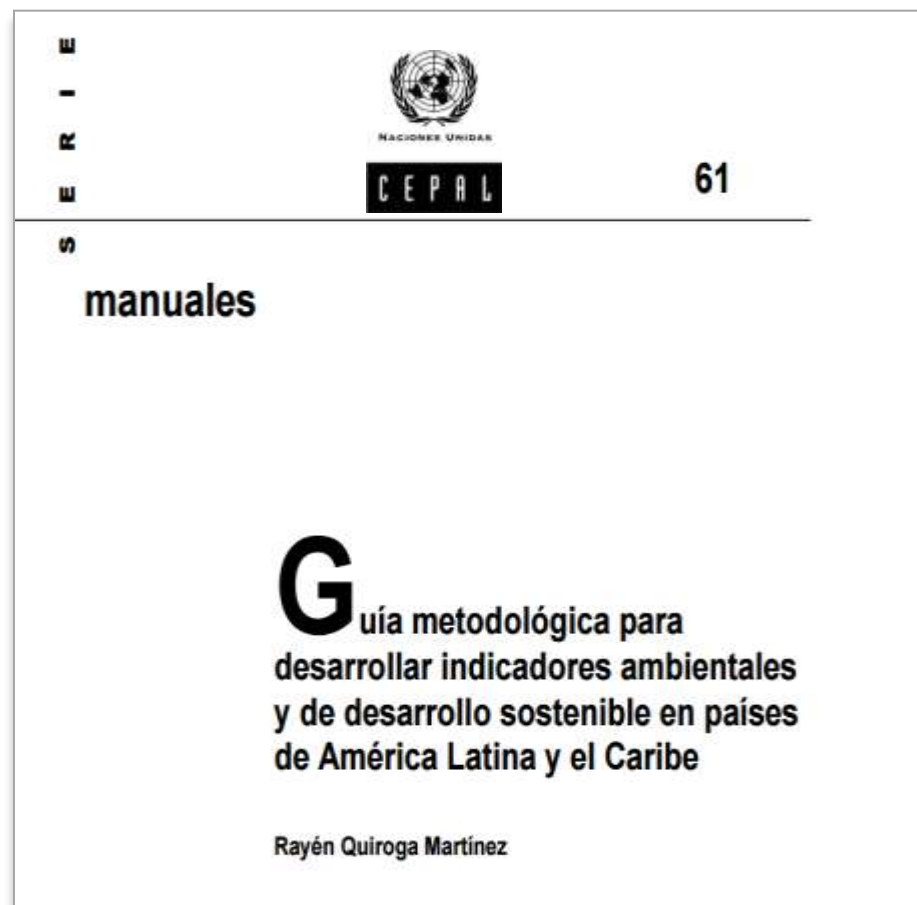 SERIE
NACIONES UNIDAS
CEPAL
61
manuales
Guía metodológica para
desarrollar indicadores ambientales
y de desarrollo sostenible en países
de América Latina y el Caribe
Rayén Quiroga Martínez